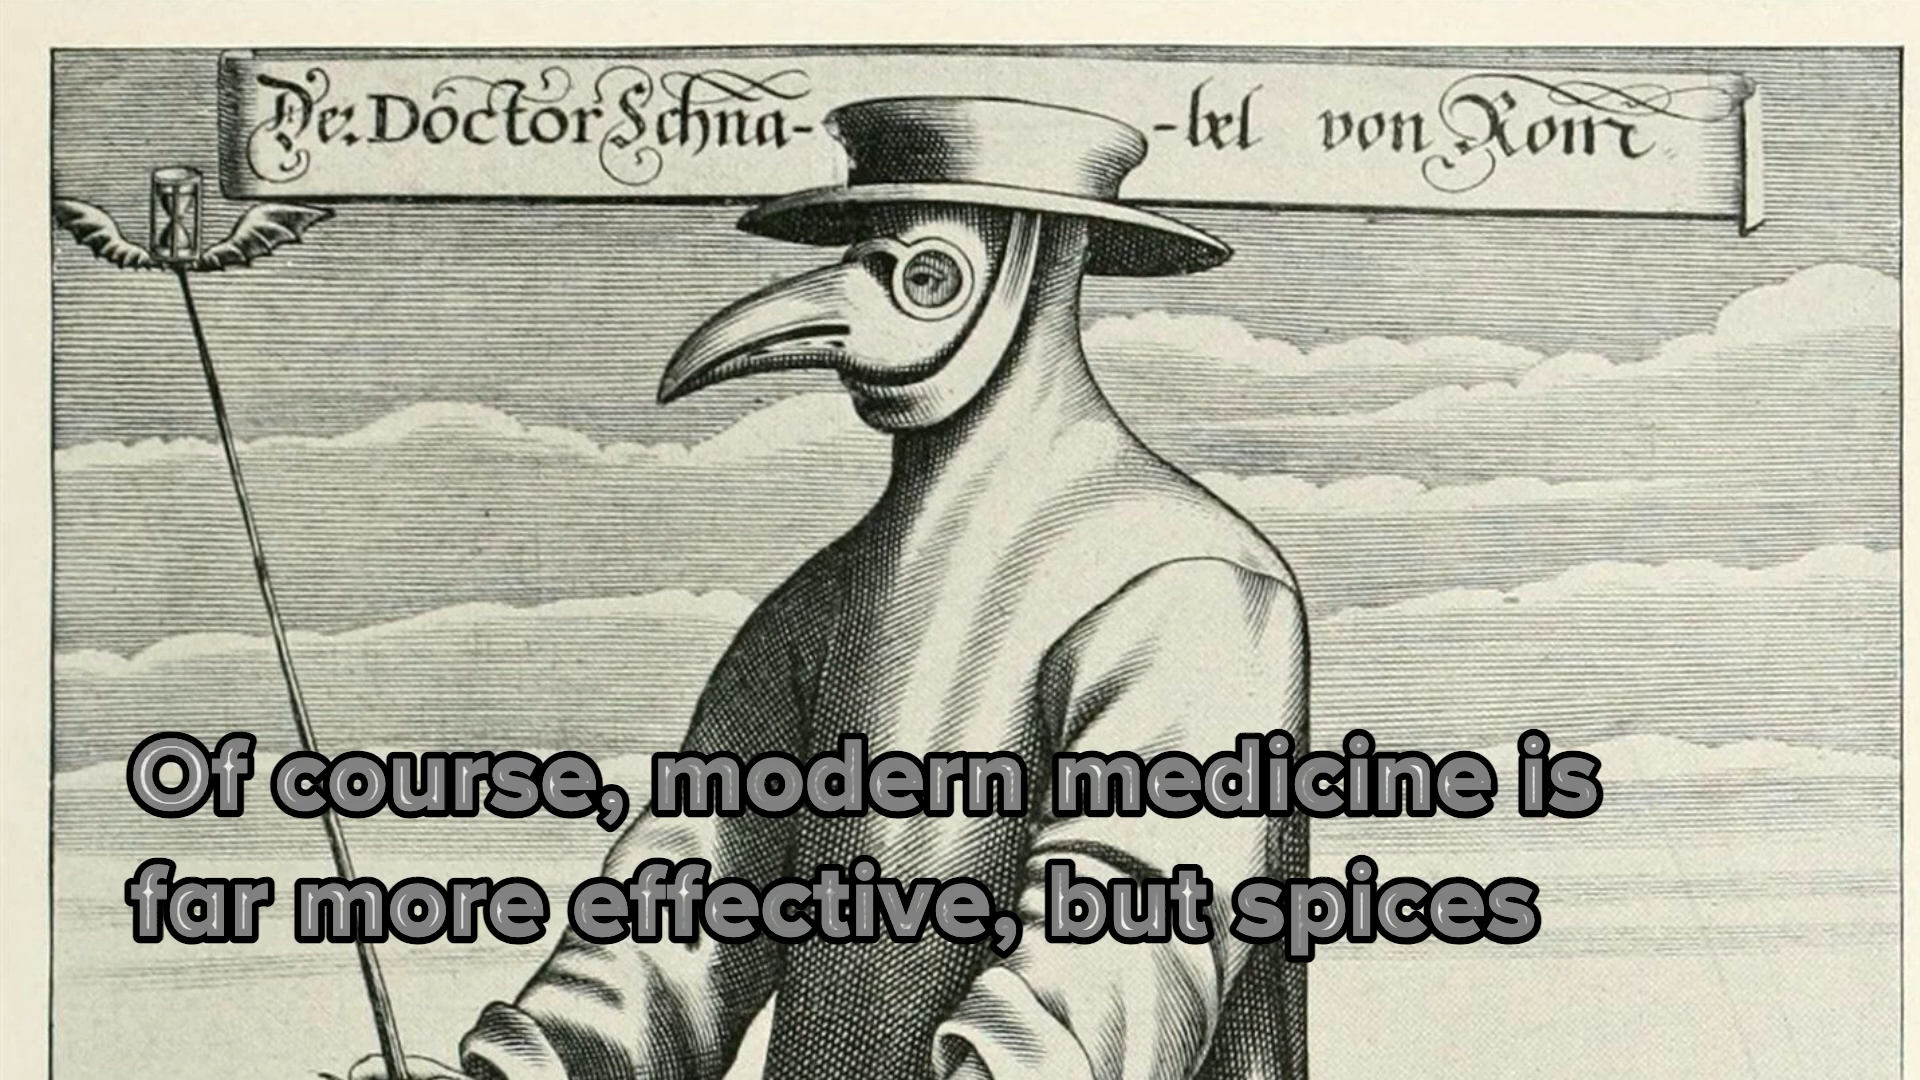 Der Doctor Schna- -bel von Rom
Of course, modern medicine is
far more effective, but spices